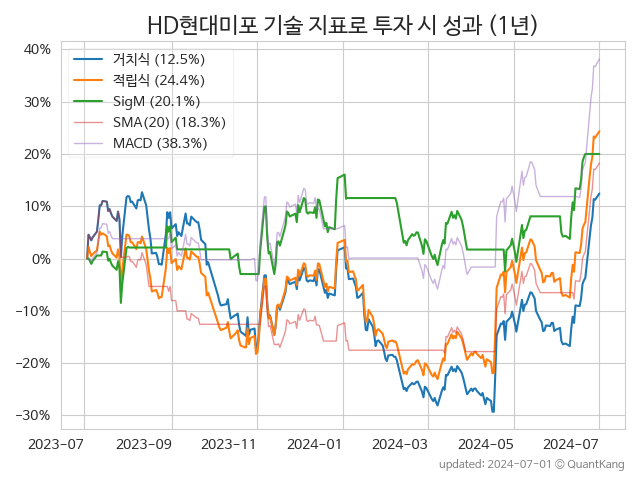 HD현대미포 기술 지표로 투자 시 성과 (1년)
40%
30%
20%
10%
0%
−10%
−20%
−30%
거치식 (12.5%)
적립식 (24.4%)
SigM (20.1%)
SMA(20) (18.3%)
MACD (38.3%)
2023-07
2023-09
2023-11
2024-01
2024-03
2024-05
2024-07
updated: 2024-07-01 © QuantKang